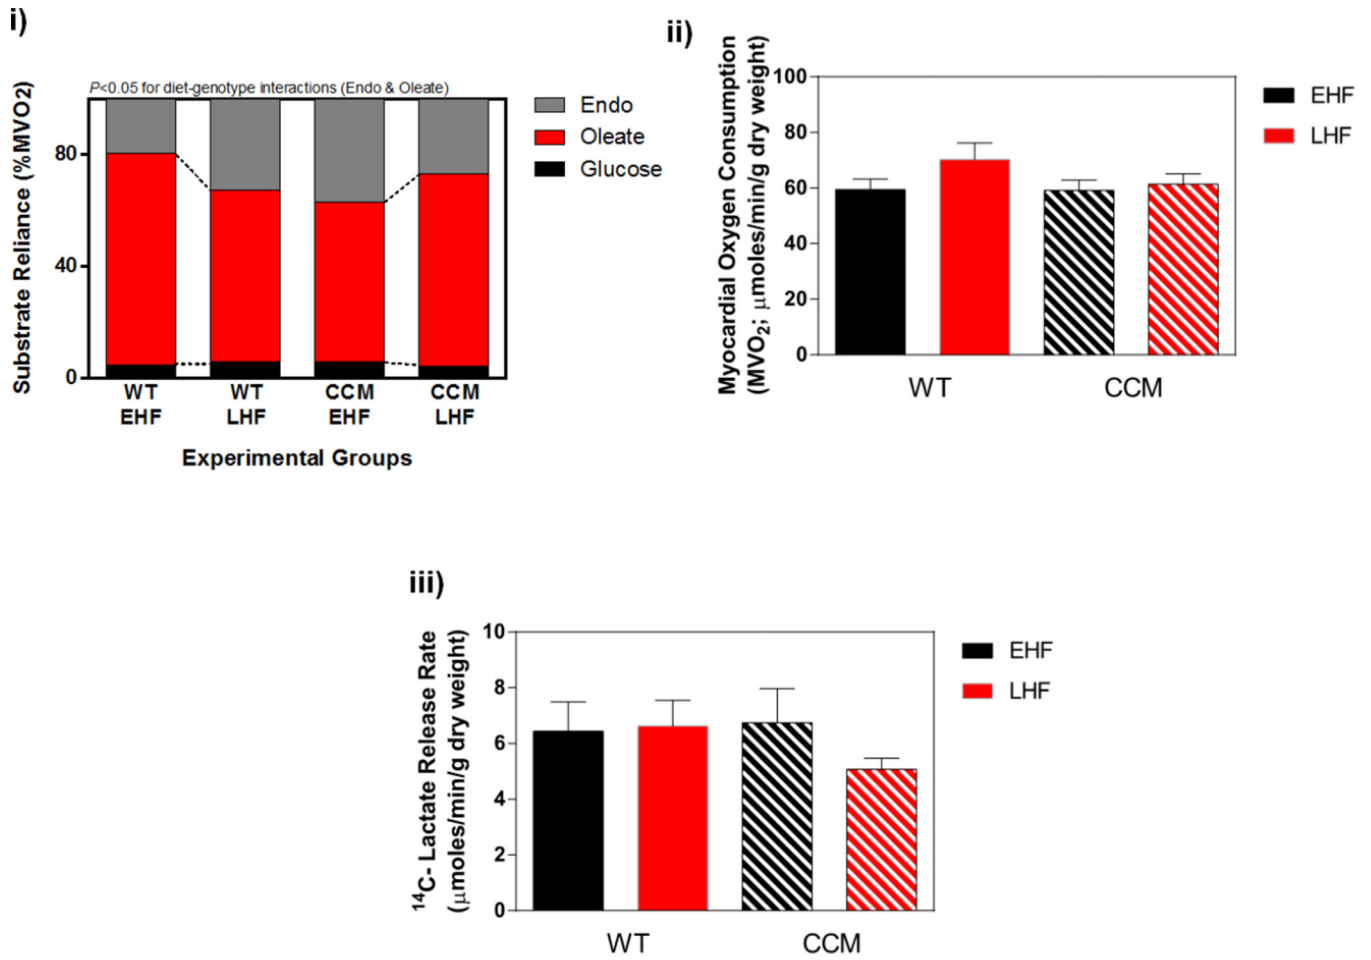 i)
P<0.05 for diet-genotype interactions (Endo & Oleate)
Substrate Reliance (%MVO2)
80
40
0
WT EHF
WT LHF
CCM EHF
CCM LHF
Experimental Groups
Endo
Oleate
Glucose
ii)
Myocardial Oxygen Consumption
(MVO₂; μmoles/min/g dry weight)
100
80
60
40
20
0
WT
CCM
EHF
LHF
iii)
¹⁴C- Lactate Release Rate
(μmoles/min/g dry weight)
10
8
6
4
2
0
WT
CCM
EHF
LHF